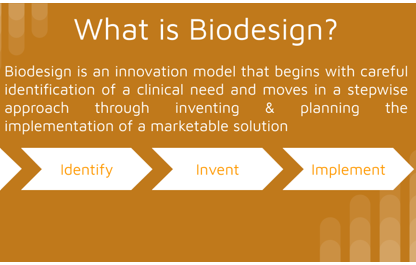 What is Biodesign?
Biodesign is an innovation model that begins with careful
identification of a clinical need and moves in a stepwise
approach through inventing & planning the
implementation of a marketable solution
Identify Invent Implement